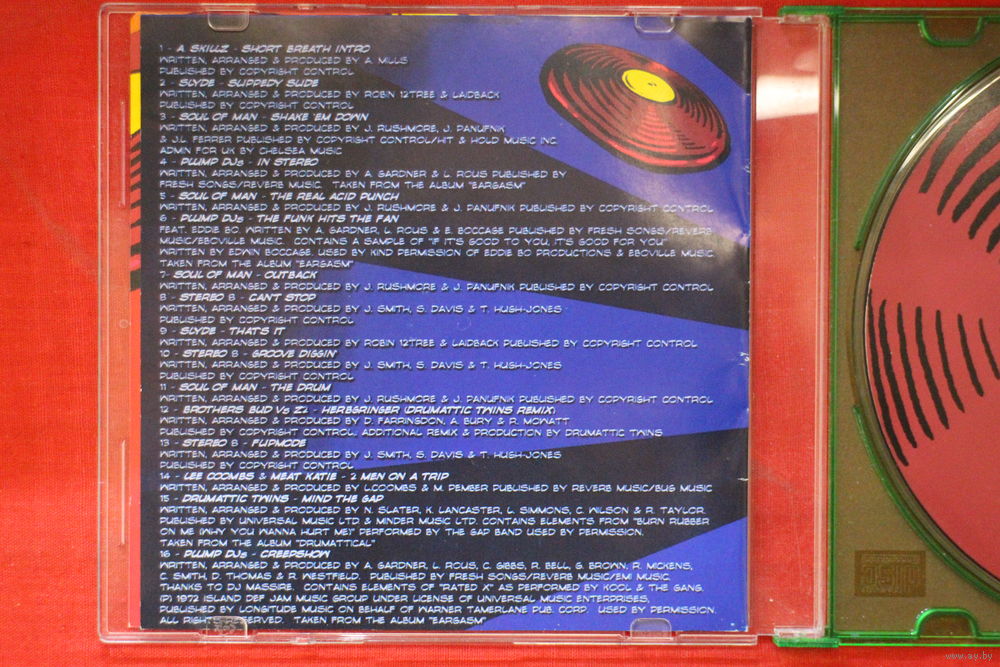 1 - A SKILLZ - SHORT BREATH INTRO
WRITTEN, ARRANGED & PRODUCED BY A. MILLS
PUBLISHED BY COPYRIGHT CONTROL
2 - SLYDE - SLIPPEDY SLIDE
WRITTEN, ARRANGED & PRODUCED BY ROBIN 12TREE & LAIDBACK
PUBLISHED BY COPYRIGHT CONTROL
3 - SOUL OF MAN - SHAKE 'EM DOWN
WRITTEN, ARRANGED & PRODUCED BY J. RUSHMORE, J. PANUFNIK
& J.L. FERRER PUBLISHED BY COPYRIGHT CONTROL/HIT & HOLD MUSIC INC.
ADMIN FOR UK BY CHELSEA MUSIC
4 - PLUMP DJs - IN STEREO
WRITTEN, ARRANGED & PRODUCED BY A. GARDNER & L. ROUS PUBLISHED BY
FRESH SONGS/REVERB MUSIC. TAKEN FROM THE ALBUM "EARGASM"
5 - SOUL OF MAN - THE REAL ACID PUNCH
WRITTEN, ARRANGED & PRODUCED BY J. RUSHMORE & J. PANUFNIK PUBLISHED BY COPYRIGHT CONTROL
6 - PLUMP DJs - THE FUNK HITS THE FAN
FEAT. EDDIE BO. WRITTEN BY A. GARDNER, L. ROUS & E. BOCCAGE PUBLISHED BY FRESH SONGS/REVERB
MUSIC/EBOVILLE MUSIC. CONTAINS A SAMPLE OF "IF IT'S GOOD TO YOU, IT'S GOOD FOR YOU"
WRITTEN BY EDWIN BOCCAGE. USED BY KIND PERMISSION OF EDDIE BO PRODUCTIONS & EBOVILLE MUSIC.
TAKEN FROM THE ALBUM "EARGASM"
7- SOUL OF MAN - OUTBACK
WRITTEN, ARRANGED & PRODUCED BY J. RUSHMORE & J. PANUFNIK PUBLISHED BY COPYRIGHT CONTROL
8 - STEREO 8 - CAN'T STOP
WRITTEN, ARRANGED & PRODUCED BY J. SMITH, S. DAVIS & T. HUGH-JONES
PUBLISHED BY COPYRIGHT CONTROL
9 - SLYDE - THAT'S IT
WRITTEN, ARRANGED & PRODUCED BY ROBIN 12TREE & LAIDBACK PUBLISHED BY COPYRIGHT CONTROL
10 - STEREO 8 - GROOVE DIGGIN'
WRITTEN, ARRANGED & PRODUCED BY J. SMITH, S. DAVIS & T. HUGH-JONES
PUBLISHED BY COPYRIGHT CONTROL
11 - SOUL OF MAN - THE DRUM
WRITTEN, ARRANGED & PRODUCED BY J. RUSHMORE & J. PANUFNIK PUBLISHED BY COPYRIGHT CONTROL
12 - BROTHERS BUD Vs Z1 - HERBGRINGER (DRUMATTIC TWINS REMIX)
WRITTEN, ARRANGED & PRODUCED BY D. FARRINGDON, A. BURY & R. MOWATT
PUBLISHED BY COPYRIGHT CONTROL. ADDITIONAL REMIX & PRODUCTION BY DRUMATTIC TWINS
13 - STEREO 8 - FLIPMODE
WRITTEN, ARRANGED & PRODUCED BY J. SMITH, S. DAVIS & T. HUGH-JONES
PUBLISHED BY COPYRIGHT CONTROL
14 - LEE COOMBS & MEAT KATIE - 2 MEN ON A TRIP
WRITTEN, ARRANGED & PRODUCED BY L.COOMBS & M. PEMBER PUBLISHED BY REVERB MUSIC/BUG MUSIC
15 - DRUMATTIC TWINS - MIND THE GAP
WRITTEN, ARRANGED & PRODUCED BY N. SLATER, K. LANCASTER, L. SIMMONS, C. WILSON & R. TAYLOR.
PUBLISHED BY UNIVERSAL MUSIC LTD & MINDER MUSIC LTD. CONTAINS ELEMENTS FROM "BURN RUBBER
ON ME (WHY YOU WANNA HURT ME)" PERFORMED BY THE GAP BAND USED BY PERMISSION.
TAKEN FROM THE ALBUM "DRUMATTICAL"
16 - PLUMP DJs - CREEPSHOW
WRITTEN, ARRANGED & PRODUCED BY A. GARDNER, L. ROUS, C. GIBBS, R. BELL, G. BROWN, R. MICKENS,
C. SMITH, D. THOMAS & R. WESTFIELD. PUBLISHED BY FRESH SONGS/REVERB MUSIC/EMI MUSIC.
THANKS TO DJ MASSIRE. CONTAINS ELEMENTS OF "RATED X" AS PERFORMED BY KOOL & THE GANG.
(P) 1972 ISLAND DEF JAM MUSIC GROUP UNDER LICENSE OF UNIVERSAL MUSIC ENTERPRISES,
PUBLISHED BY LONGITUDE MUSIC ON BEHALF OF WARNER TAMERLANE PUB. CORP. USED BY PERMISSION.
ALL RIGHTS RESERVED. TAKEN FROM THE ALBUM "EARGASM"
www.ay.by